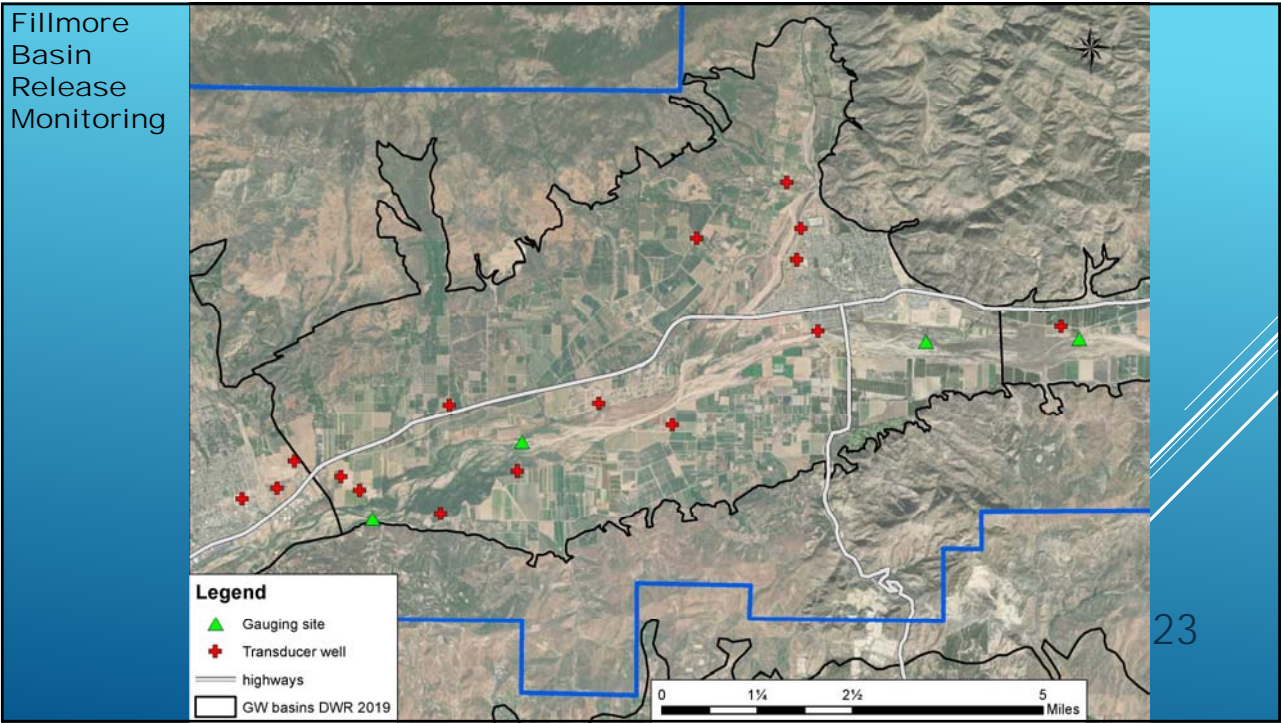 Fillmore
Basin
Release
Monitoring
Legend
Gauging site
Transducer well
highways
GW basins DWR 2019
0 1¼ 2½ 5
Miles
23